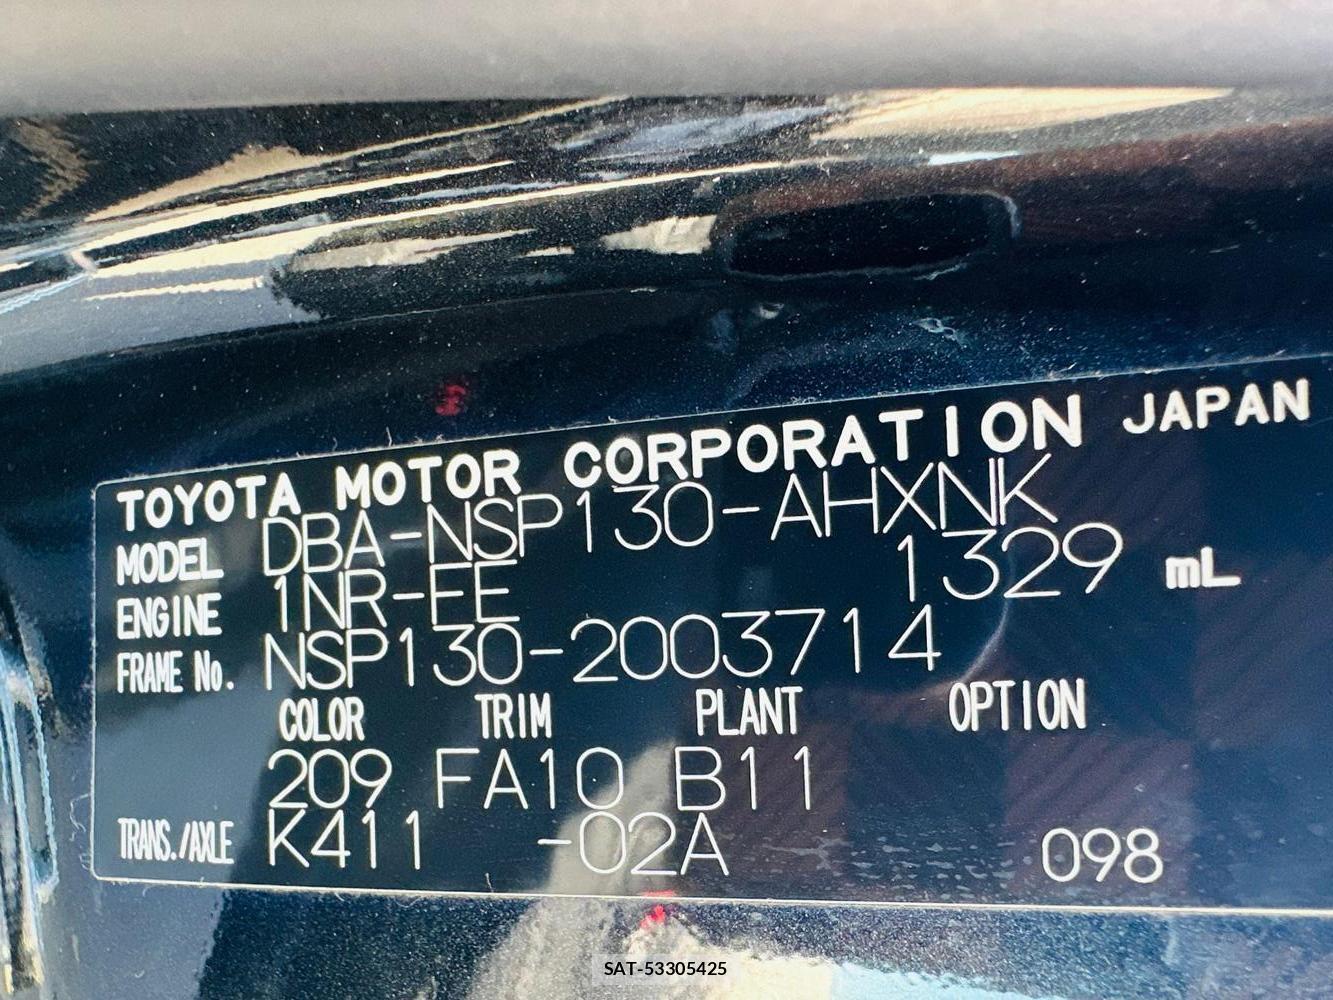 TOYOTA MOTOR CORPORATION JAPAN
MODEL DBA-NSP130-AHXNK
ENGINE 1NR-FE 1329 mL
FRAME No. NSP130-2003714
COLOR TRIM PLANT OPTION
209 FA10 B11
TRANS./AXLE K411 -02A 098
SAT-53305425